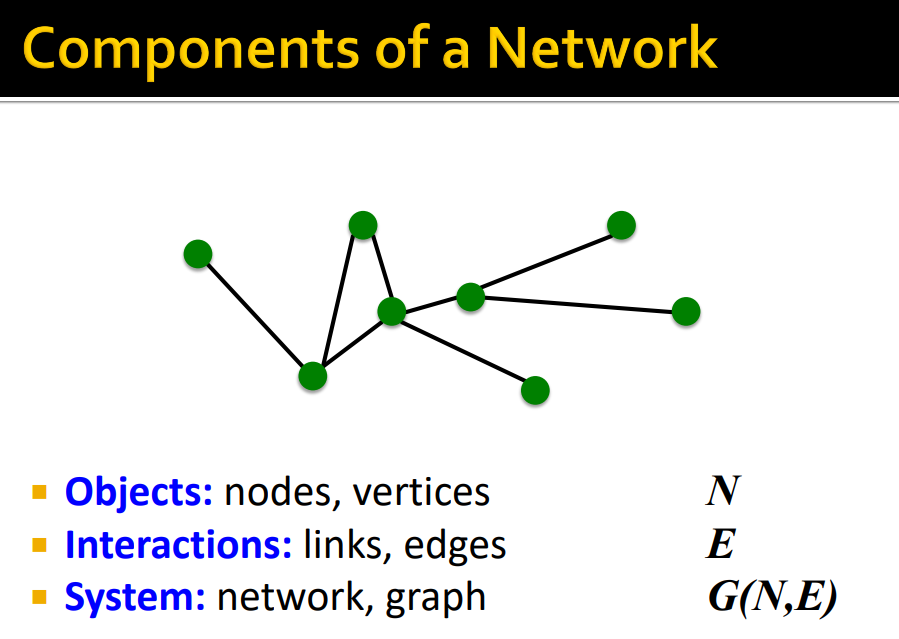 Components of a Network
Objects: nodes, vertices N
Interactions: links, edges E
System: network, graph G(N,E)